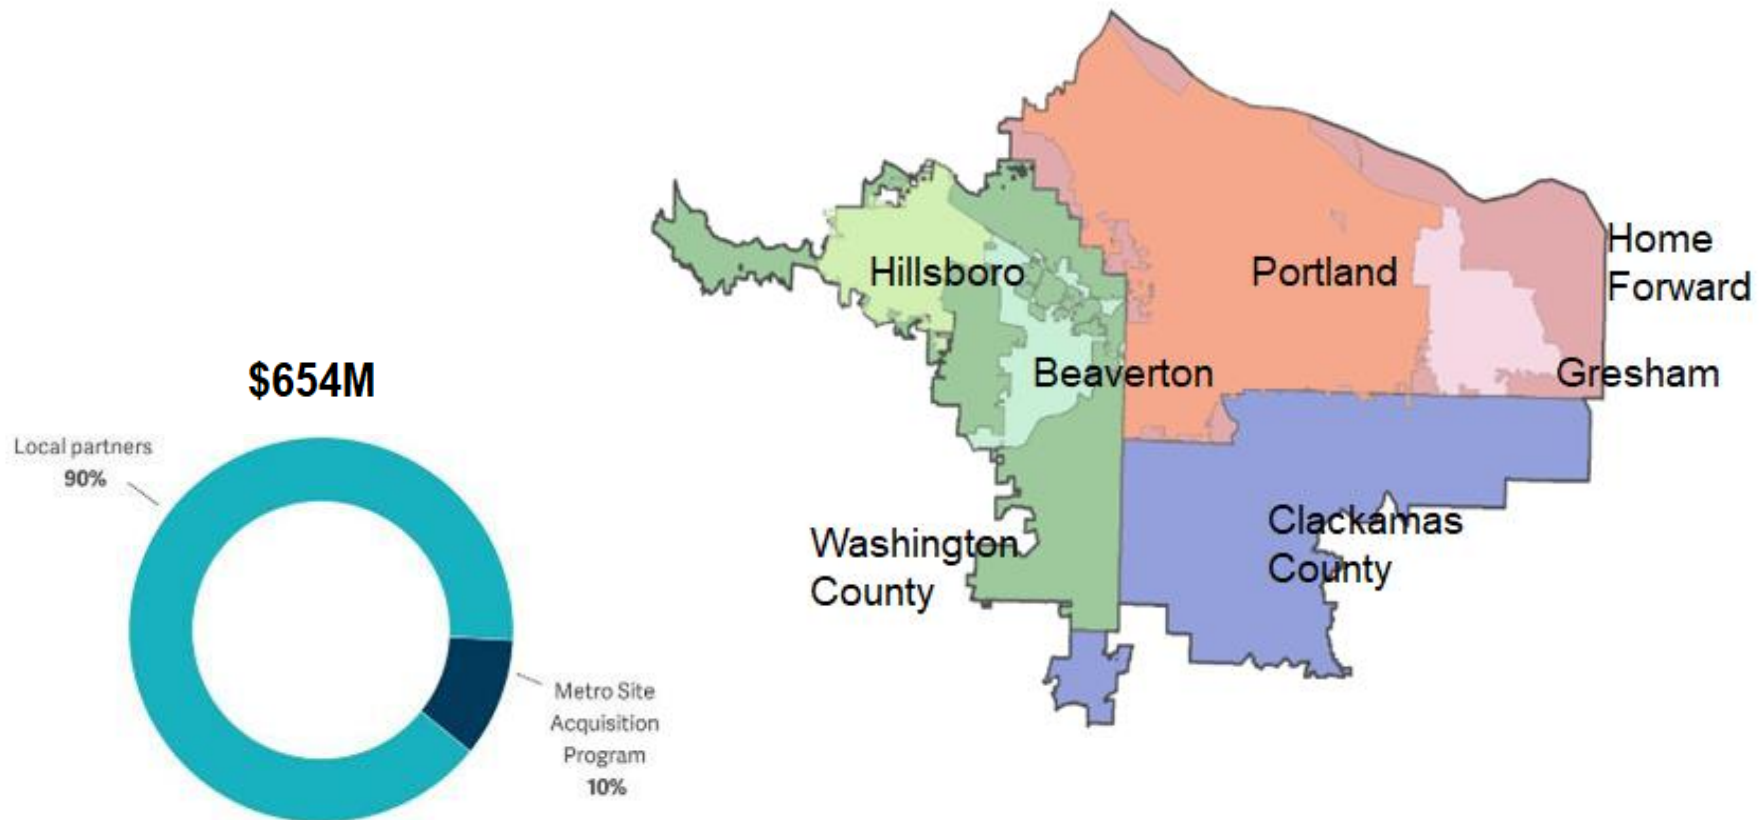 $654M
Local partners
90%
Metro Site
Acquisition
Program
10%
Hillsboro
Portland
Home
Forward
Beaverton
Gresham
Washington
County
Clackamas
County